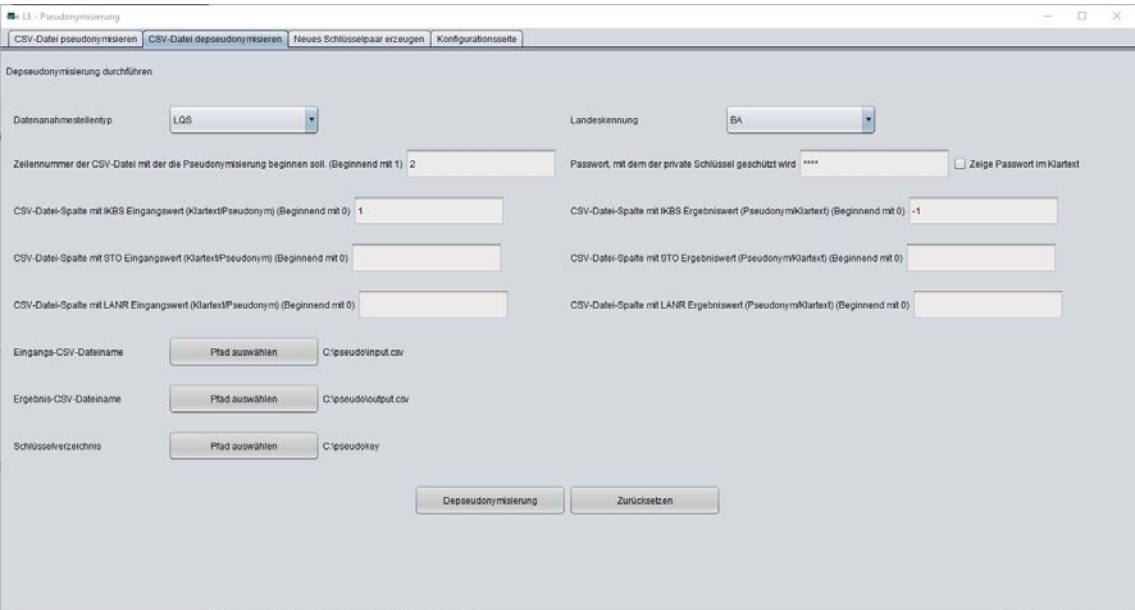 LE - Pseudonymisierung
CSV-Datei pseudonymisieren CSV-Datei depseudonymisieren Neues Schlüsselpaar erzeugen Konfigurationsseite
Depseudonymisierung durchführen
Datenanahmestellentyp LQS Landeskennung BA
Zeilennummer der CSV-Datei mit der die Pseudonymisierung beginnen soll. (Beginnend mit 1) 2 Passwort, mit dem der private Schlüssel geschützt wird **** Zeige Passwort im Klartext
CSV-Datei-Spalte mit IKBS Eingangswert (Klartext/Pseudonym) (Beginnend mit 0) 1 CSV-Datei-Spalte mit IKBS Ergebniswert (Pseudonym/Klartext) (Beginnend mit 0) -1
CSV-Datei-Spalte mit STO Eingangswert (Klartext/Pseudonym) (Beginnend mit 0) CSV-Datei-Spalte mit STO Ergebniswert (Pseudonym/Klartext) (Beginnend mit 0)
CSV-Datei-Spalte mit LANR Eingangswert (Klartext/Pseudonym) (Beginnend mit 0) CSV-Datei-Spalte mit LANR Ergebniswert (Pseudonym/Klartext) (Beginnend mit 0)
Eingangs-CSV-Dateiname Pfad auswählen C:\pseudo\input.csv
Ergebnis-CSV-Dateiname Pfad auswählen C:\pseudo\output.csv
Schlüsselverzeichnis Pfad auswählen C:\pseudokey
Depseudonymisierung Zurücksetzen